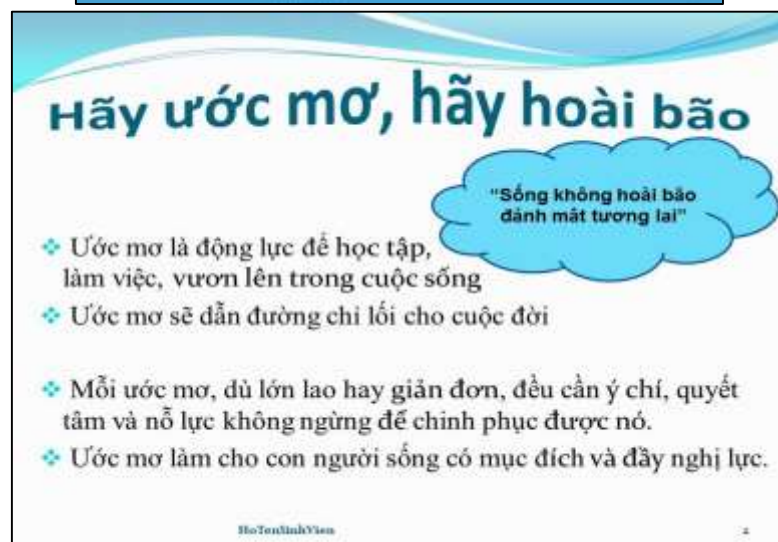 Hãy ước mơ, hãy hoài bão
"Sống không hoài bão
đánh mất tương lai"
❖ Ước mơ là động lực để học tập,
làm việc, vươn lên trong cuộc sống
❖ Ước mơ sẽ dẫn đường chỉ lối cho cuộc đời
❖ Mỗi ước mơ, dù lớn lao hay giản đơn, đều cần ý chí, quyết
tâm và nỗ lực không ngừng để chinh phục được nó.
❖ Ước mơ làm cho con người sống có mục đích và đầy nghị lực.
HoTenSinhVien
2